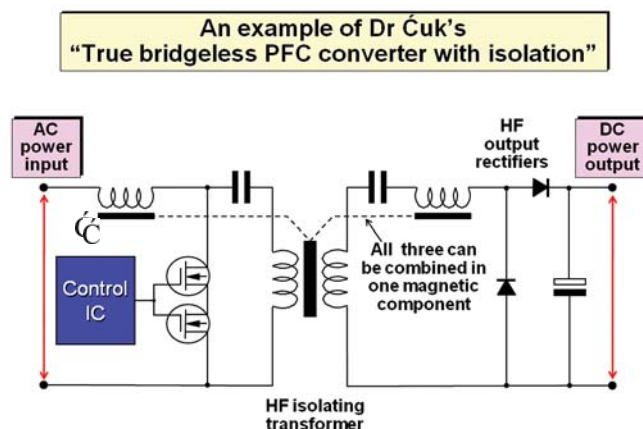 An example of Dr Ćuk's
“True bridgeless PFC converter with isolation”
AC
power
input
HF
output
rectifiers
DC
power
output
ĆĆ
All three can
be combined in
one magnetic
component
Control
IC
HF isolating
transformer